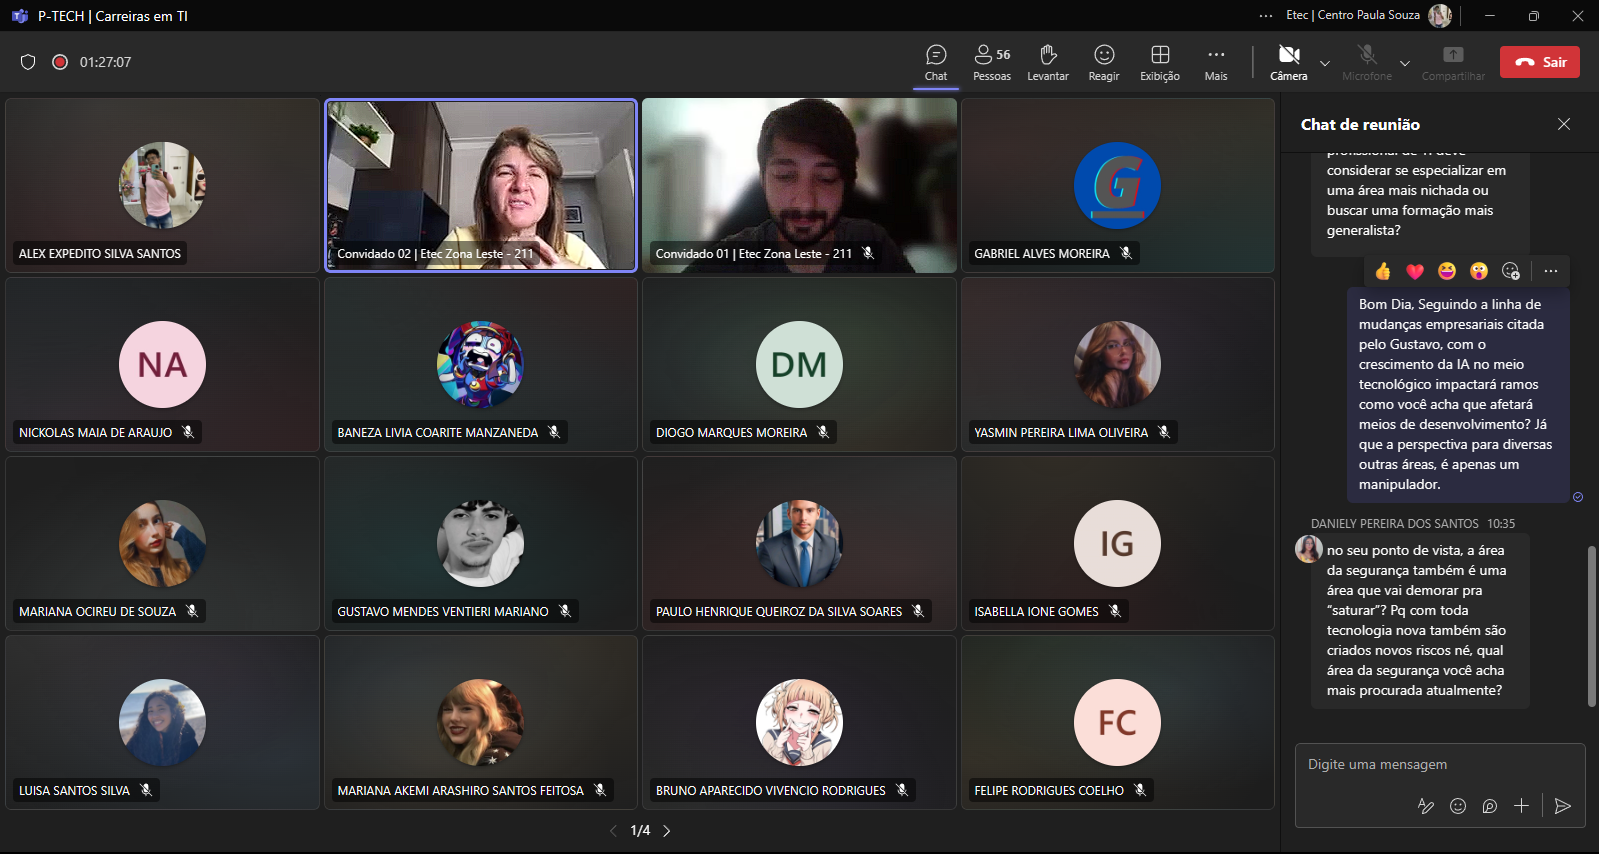 P-TECH | Carreiras em TI
Etec | Centro Paula Souza
01:27:07
Chat
56
Pessoas
Levantar
Reagir
Exibição
Mais
Câmera
Microfone
Compartilhar
Sair
ALEX EXPEDITO SILVA SANTOS
Convidado 02 | Etec Zona Leste - 211
Convidado 01 | Etec Zona Leste - 211
G
GABRIEL ALVES MOREIRA
NA
NICKOLAS MAIA DE ARAUJO
BANEZA LIVIA COARITE MANZANEDA
DM
DIOGO MARQUES MOREIRA
YASMIN PEREIRA LIMA OLIVEIRA
MARIANA OCIREU DE SOUZA
GUSTAVO MENDES VENTIERI MARIANO
PAULO HENRIQUE QUEIROZ DA SILVA SOARES
IG
ISABELLA IONE GOMES
LUISA SANTOS SILVA
MARIANA AKEMI ARASHIRO SANTOS FEITOSA
BRUNO APARECIDO VIVENCIO RODRIGUES
FC
FELIPE RODRIGUES COELHO
1/4
Chat de reunião
profissional de TI deve
considerar se especializar em
uma área mais nichada ou
buscar uma formação mais
generalista?
Bom Dia, Seguindo a linha de
mudanças empresariais citada
pelo Gustavo, com o
crescimento da IA no meio
tecnológico impactará ramos
como você acha que afetará
meios de desenvolvimento? Já
que a perspectiva para diversas
outras áreas, é apenas um
manipulador.
DANIELY PEREIRA DOS SANTOS 10:35
no seu ponto de vista, a área
da segurança também é uma
área que vai demorar pra
“saturar”? Pq com toda
tecnologia nova também são
criados novos riscos né, qual
área da segurança você acha
mais procurada atualmente?
Digite uma mensagem